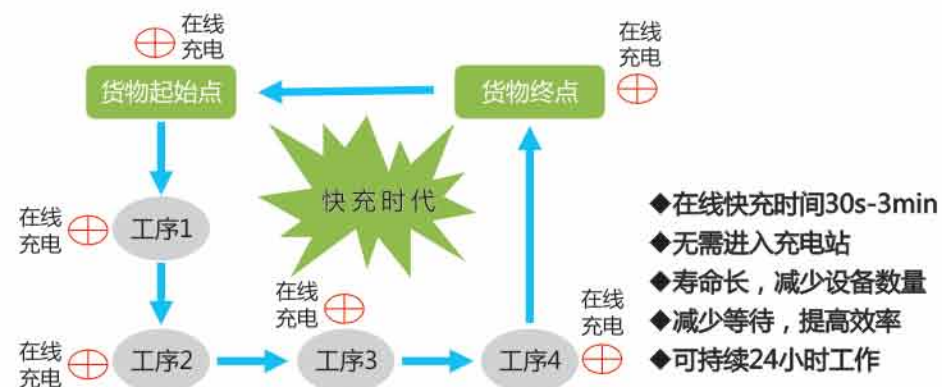 在线
充电
在线
充电
货物起始点
货物终点
快充时代
在线
充电
工序1
在线
充电
工序2
在线
充电
工序3
在线
充电
工序4
◆在线快充时间30s-3min
◆无需进入充电站
◆寿命长，减少设备数量
◆减少等待，提高效率
◆可持续24小时工作